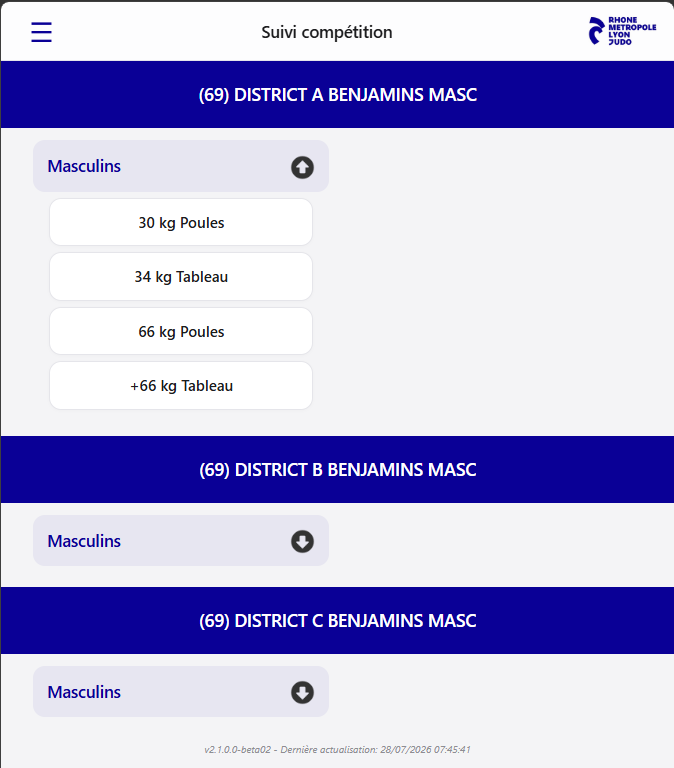 Suivi compétition
RHONE
METROPOLE
LYON
JUDO
(69) DISTRICT A BENJAMINS MASC
Masculins
30 kg Poules
34 kg Tableau
66 kg Poules
+66 kg Tableau
(69) DISTRICT B BENJAMINS MASC
Masculins
(69) DISTRICT C BENJAMINS MASC
Masculins
v2.1.0.0-beta02 - Dernière actualisation: 28/07/2026 07:45:41